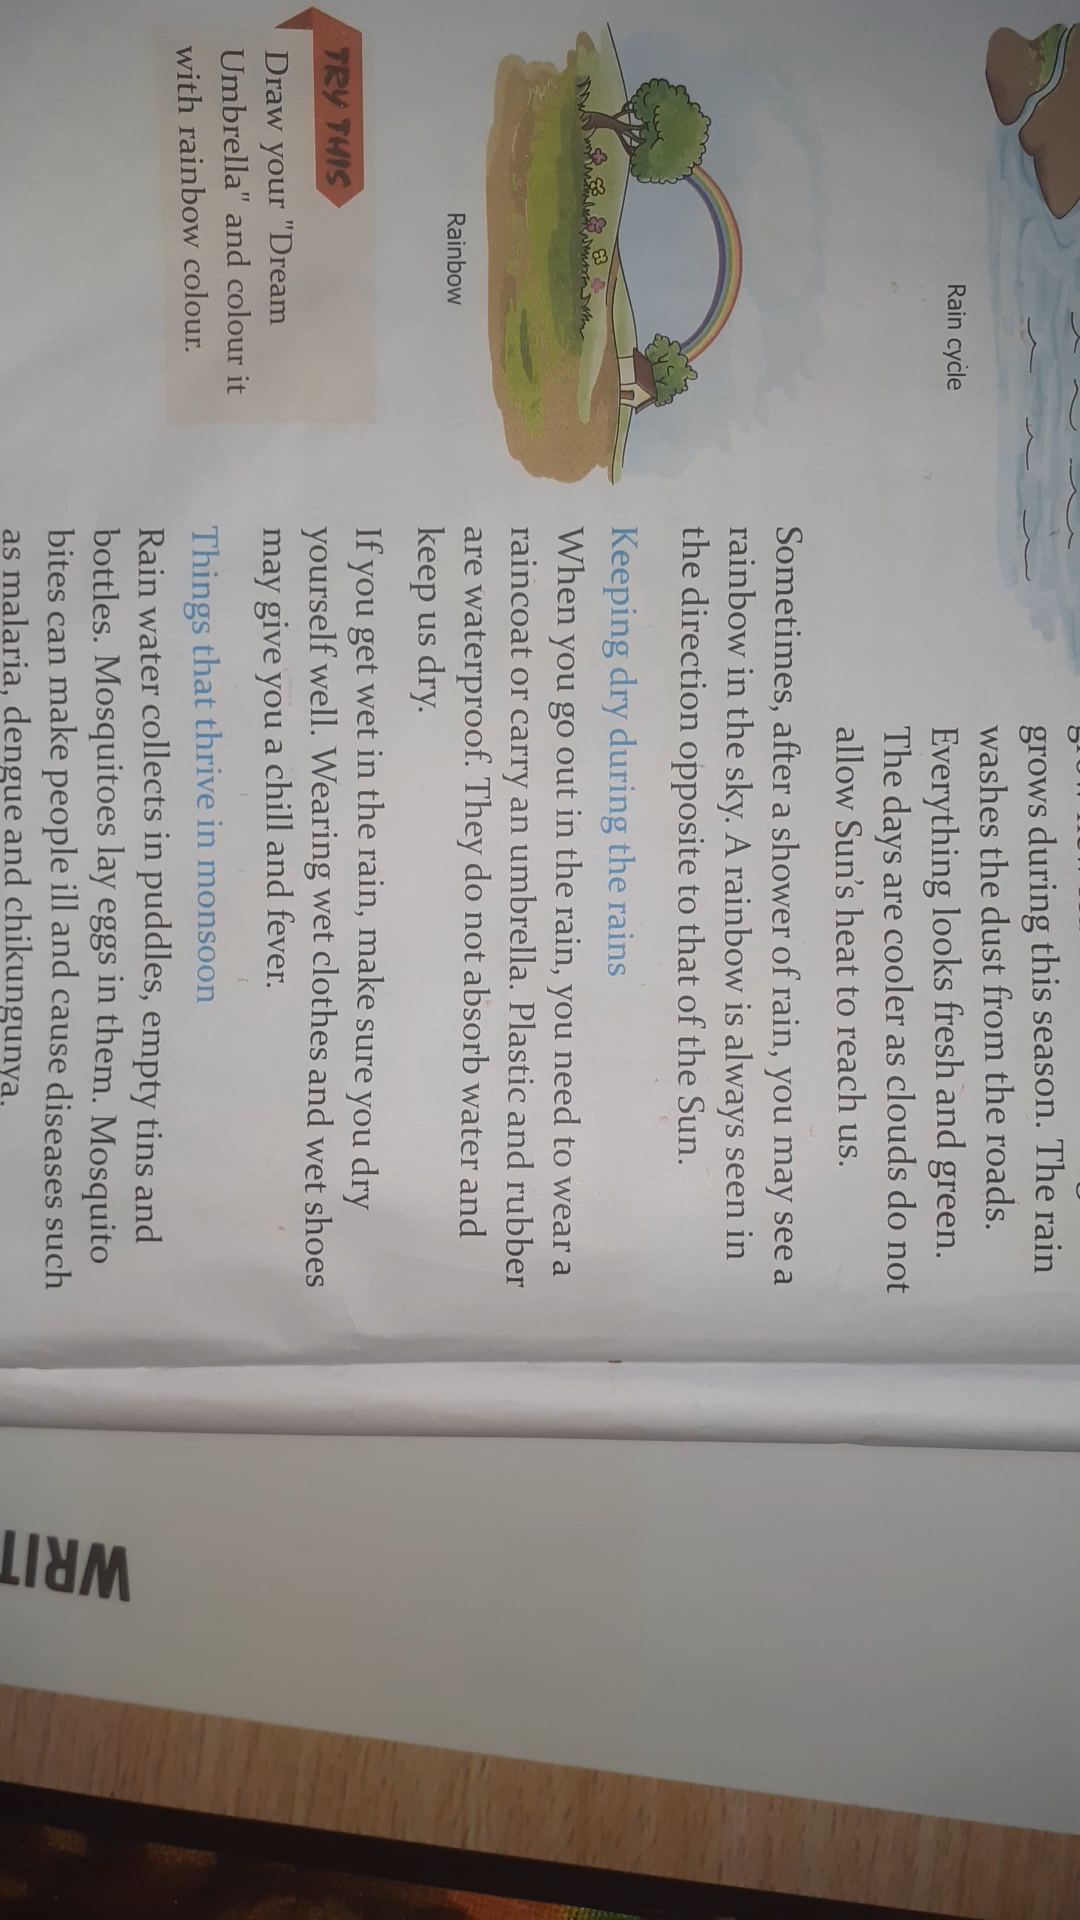 grows during this season. The rain
washes the dust from the roads.
Everything looks fresh and green.
The days are cooler as clouds do not
allow Sun's heat to reach us.
Rain cycle
Sometimes, after a shower of rain, you may see a
rainbow in the sky. A rainbow is always seen in
the direction opposite to that of the Sun.
Keeping dry during the rains
When you go out in the rain, you need to wear a
raincoat or carry an umbrella. Plastic and rubber
are waterproof. They do not absorb water and
keep us dry.
If you get wet in the rain, make sure you dry
yourself well. Wearing wet clothes and wet shoes
may give you a chill and fever.
Things that thrive in monsoon
Rain water collects in puddles, empty tins and
bottles. Mosquitoes lay eggs in them. Mosquito
bites can make people ill and cause diseases such
as malaria, dengue and chikungunya.
Rainbow
TRY THIS
Draw your "Dream
Umbrella" and colour it
with rainbow colour.
WRIT